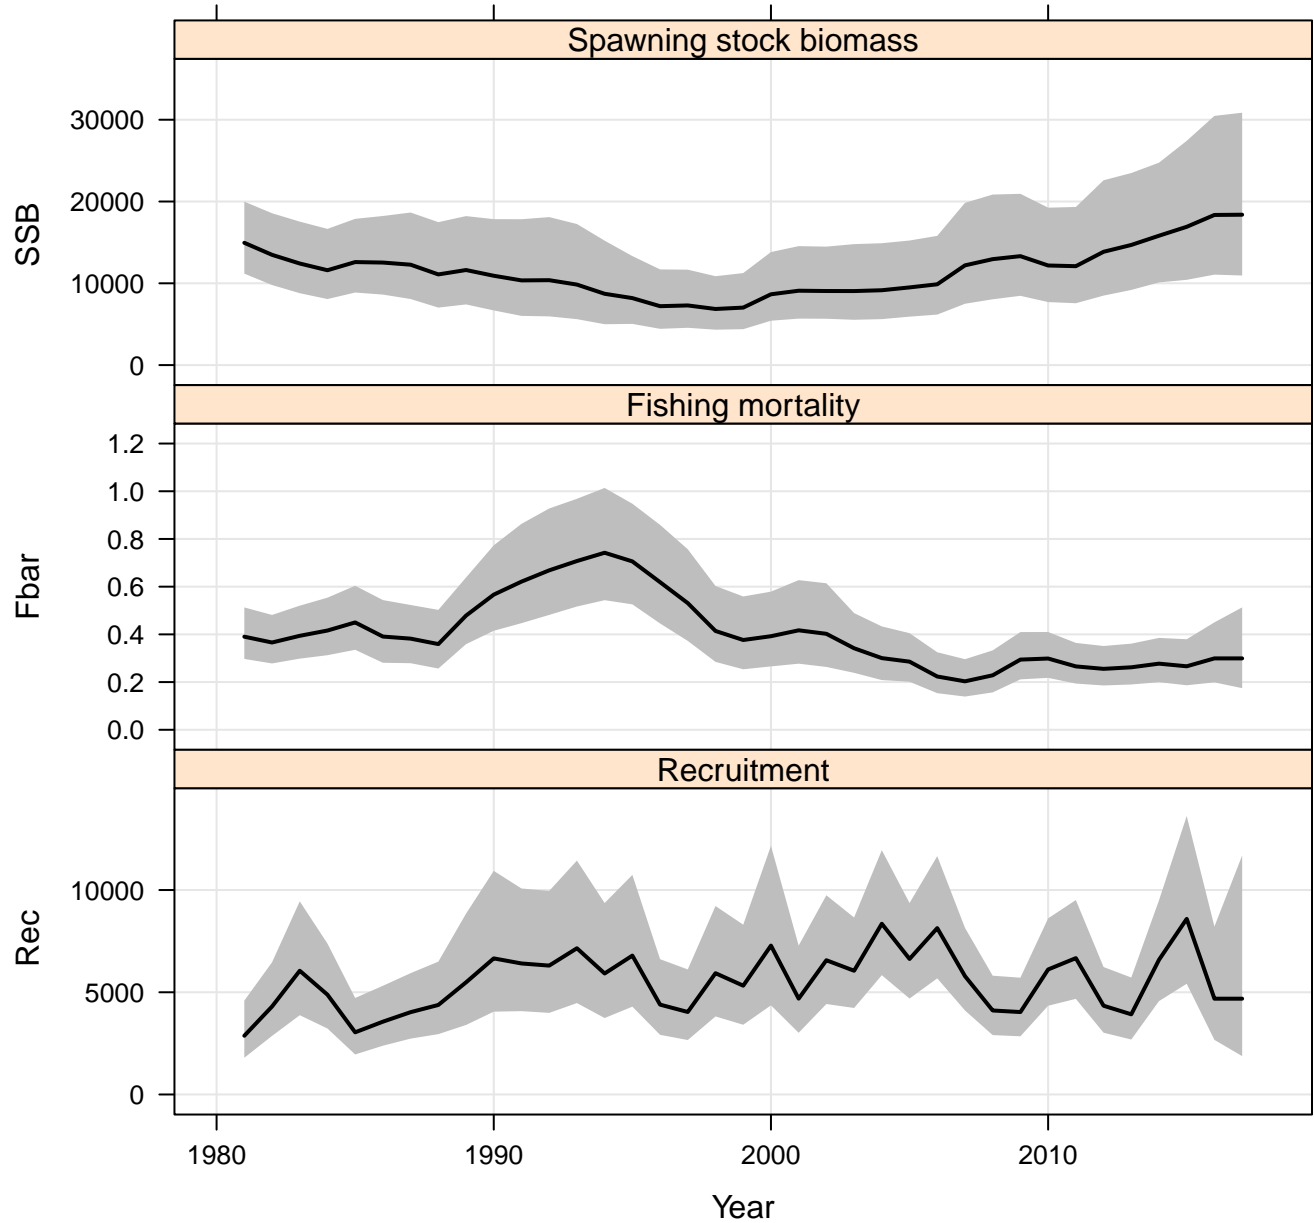 Spawning stock biomass
SSB
30000
20000
10000
0
Fishing mortality
Fbar
1.2
1.0
0.8
0.6
0.4
0.2
0.0
Recruitment
Rec
10000
5000
0
1980 1990 2000 2010
Year